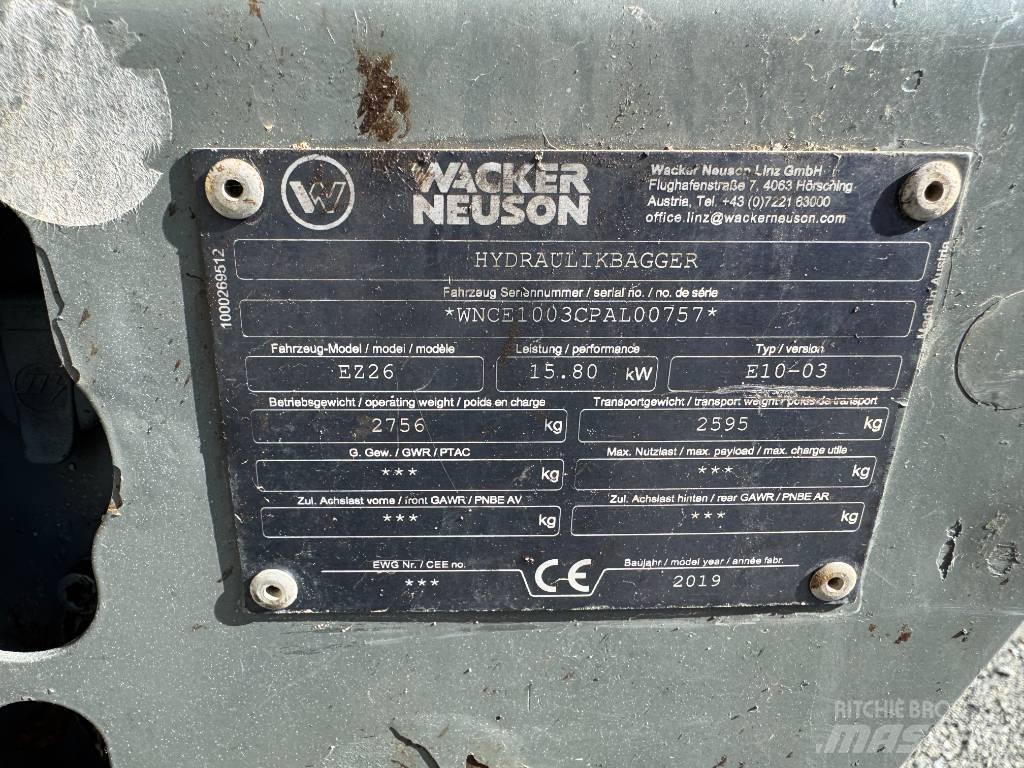 WACKER
NEUSON
Wacker Neuson Linz GmbH
Flughafenstraße 7, 4063 Hörsching
Austria, Tel. +43 (0)7221 63000
office.linz@wackerneuson.com
HYDRAULIKBAGGER
1000269512
Made in Austria
Fahrzeug Seriennummer / serial no. / no. de série
*WNCE1003CPAL00757*
Fahrzeug-Model / model / modèle Leistung / performance Typ / version
EZ26 15.80 kW E10-03
Betriebsgewicht / operating weight / poids en charge Transportgewicht / transport weight / poids de transport
2756 kg 2595 kg
G. Gew. / GWR / PTAC Max. Nutzlast / max. payload / max. charge utile
*** kg *** kg
Zul. Achslast vorne / front GAWR / PNBE AV Zul. Achslast hinten / rear GAWR / PNBE AR
*** kg *** kg
EWG Nr. / CEE no. CE Baujahr / model year / année fabr.
*** 2019
RITCHIE BRO